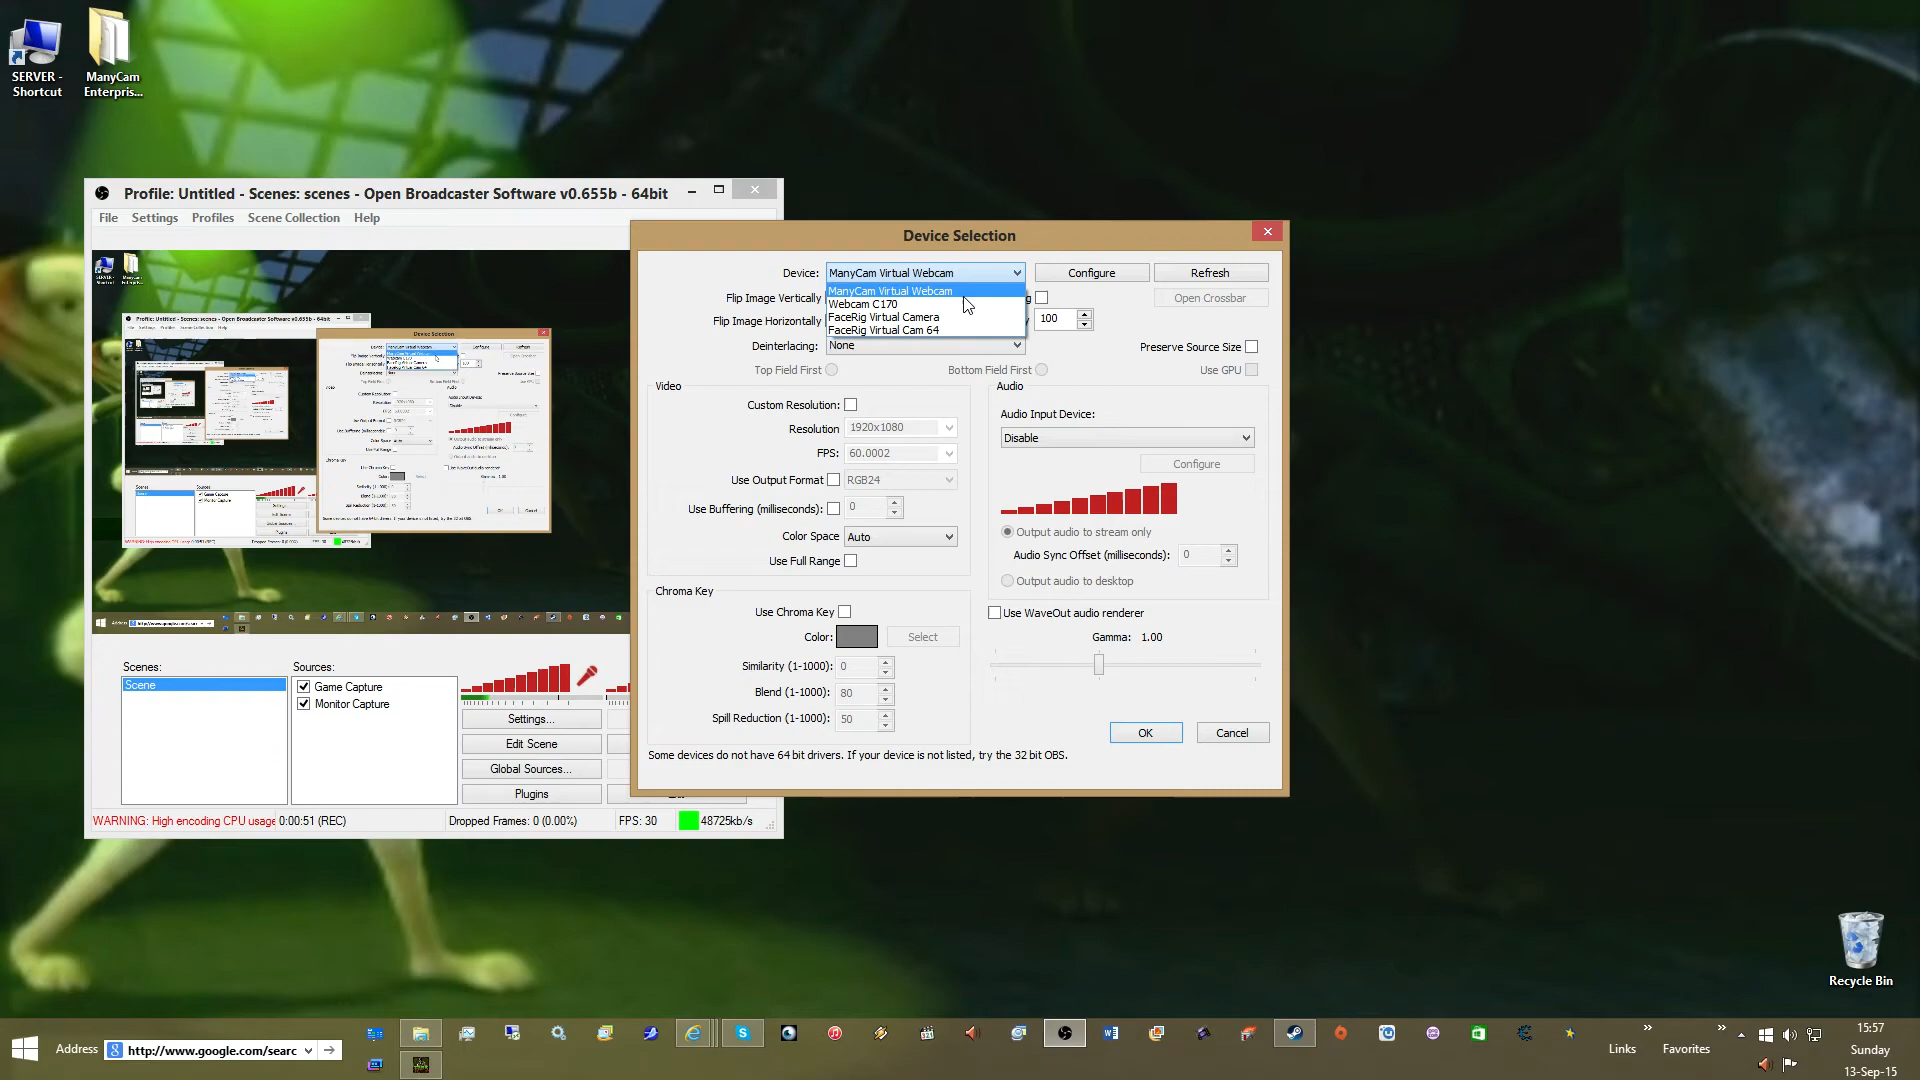 SERVER -
Shortcut
ManyCam
Enterpris...
Profile: Untitled - Scenes: scenes - Open Broadcaster Software v0.655b - 64bit
File Settings Profiles Scene Collection Help
Device Selection
Device: ManyCam Virtual Webcam Configure Refresh
ManyCam Virtual Webcam
Webcam C170
FaceRig Virtual Camera
FaceRig Virtual Cam 64
Flip Image Vertically Open Crossbar
Flip Image Horizontally 100
Deinterlacing: None Preserve Source Size
Top Field First Bottom Field First Use GPU
Video
Custom Resolution:
Resolution 1920x1080
FPS: 60.0002
Use Output Format RGB24
Use Buffering (milliseconds): 0
Color Space Auto
Use Full Range
Audio
Audio Input Device:
Disable
Configure
Output audio to stream only
Audio Sync Offset (milliseconds): 0
Output audio to desktop
Chroma Key
Use Chroma Key
Color: Select
Similarity (1-1000) 0
Blend (1-1000) 80
Spill Reduction (1-1000): 50
Use WaveOut audio renderer
Gamma: 1.00
OK Cancel
Some devices do not have 64 bit drivers. If your device is not listed, try the 32 bit OBS.
Scenes:
Scene
Sources:
Game Capture
Monitor Capture
Settings...
Edit Scene
Global Sources...
Plugins
WARNING: High encoding CPU usage 0:00:51 (REC) Dropped Frames: 0 (0.00%) FPS: 30 48725kb/s
Recycle Bin
Address http://www.google.com/searc
Links Favorites
15:57
Sunday
13-Sep-15